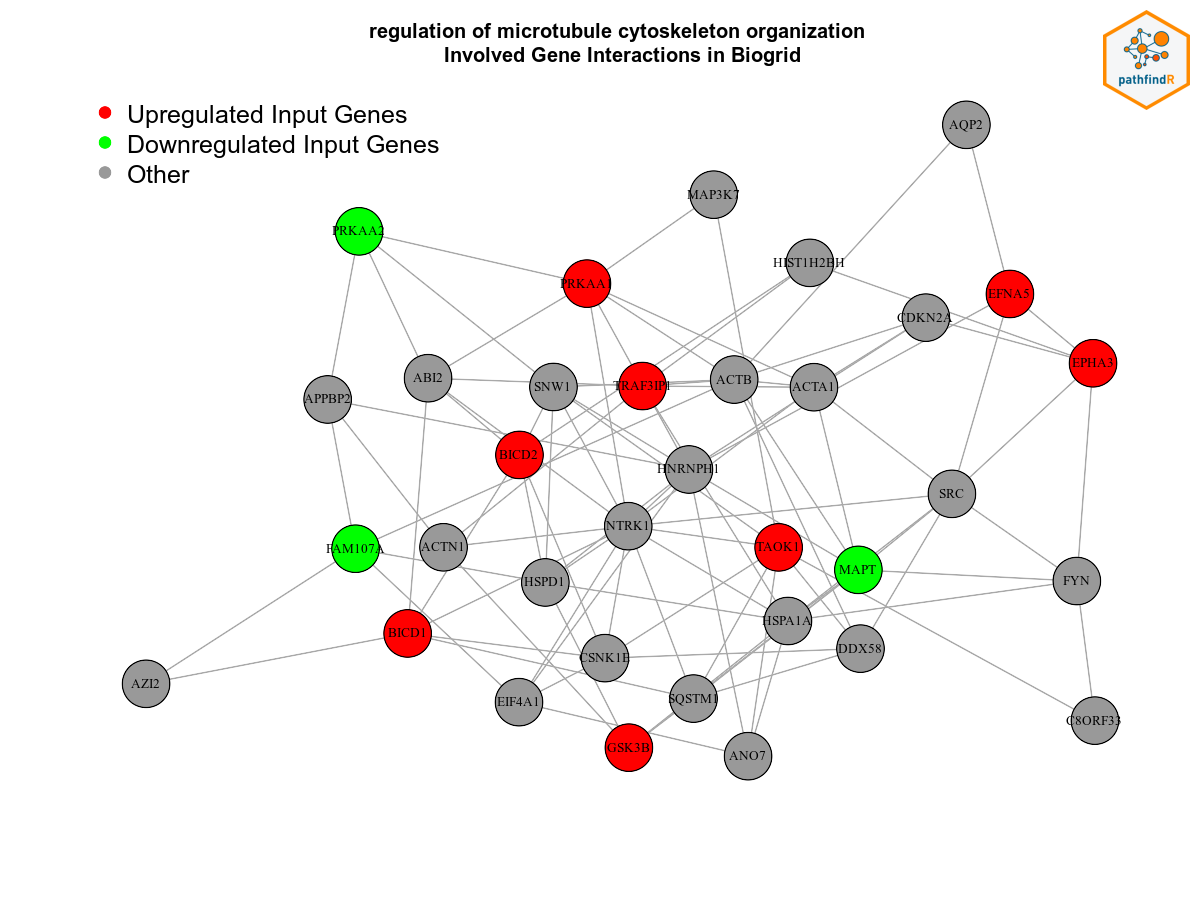 regulation of microtubule cytoskeleton organization
Involved Gene Interactions in Biogrid
pathfindR
Upregulated Input Genes
Downregulated Input Genes
Other
AQP2
MAP3K7
PRKAA2
HIST1H2BH
PRKAA1
EFNA5
CDKN2A
EPHA3
ABI2
SNW1
TRAF3IP1
ACTB
ACTA1
APPBP2
BICD2
HNRNPH1
SRC
NTRK1
FAM107A
ACTN1
TAOK1
MAPT
HSPD1
FYN
HSPA1A
BICD1
CSNK1E
DDX58
AZI2
EIF4A1
SQSTM1
C8ORF33
GSK3B
ANO7